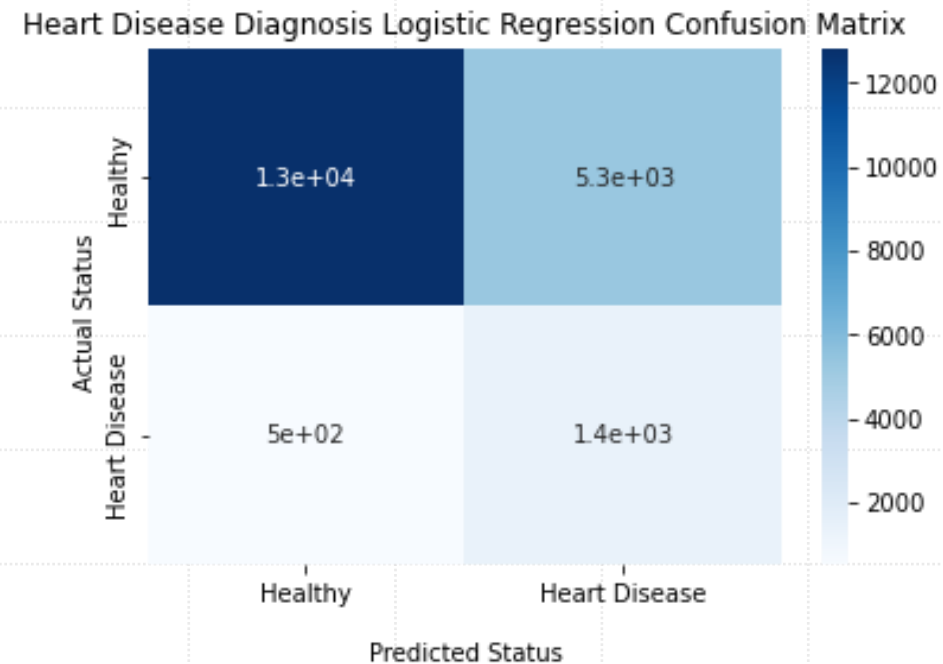 Heart Disease Diagnosis Logistic Regression Confusion Matrix
12000
Healthy
1.3e+04
5.3e+03
10000
8000
Actual Status
6000
Heart Disease
5e+02
1.4e+03
4000
2000
Healthy
Heart Disease
Predicted Status